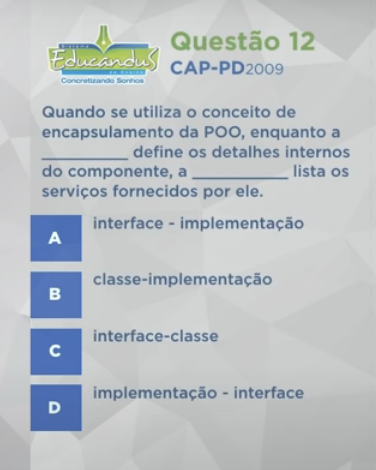 Sistema
Educandus
de Ensino
Concretizando Sonhos
Questão 12
CAP-PD2009
Quando se utiliza o conceito de
encapsulamento da POO, enquanto a
__________ define os detalhes internos
do componente, a ___________ lista os
serviços fornecidos por ele.
A interface - implementação
B classe-implementação
C interface-classe
D implementação - interface